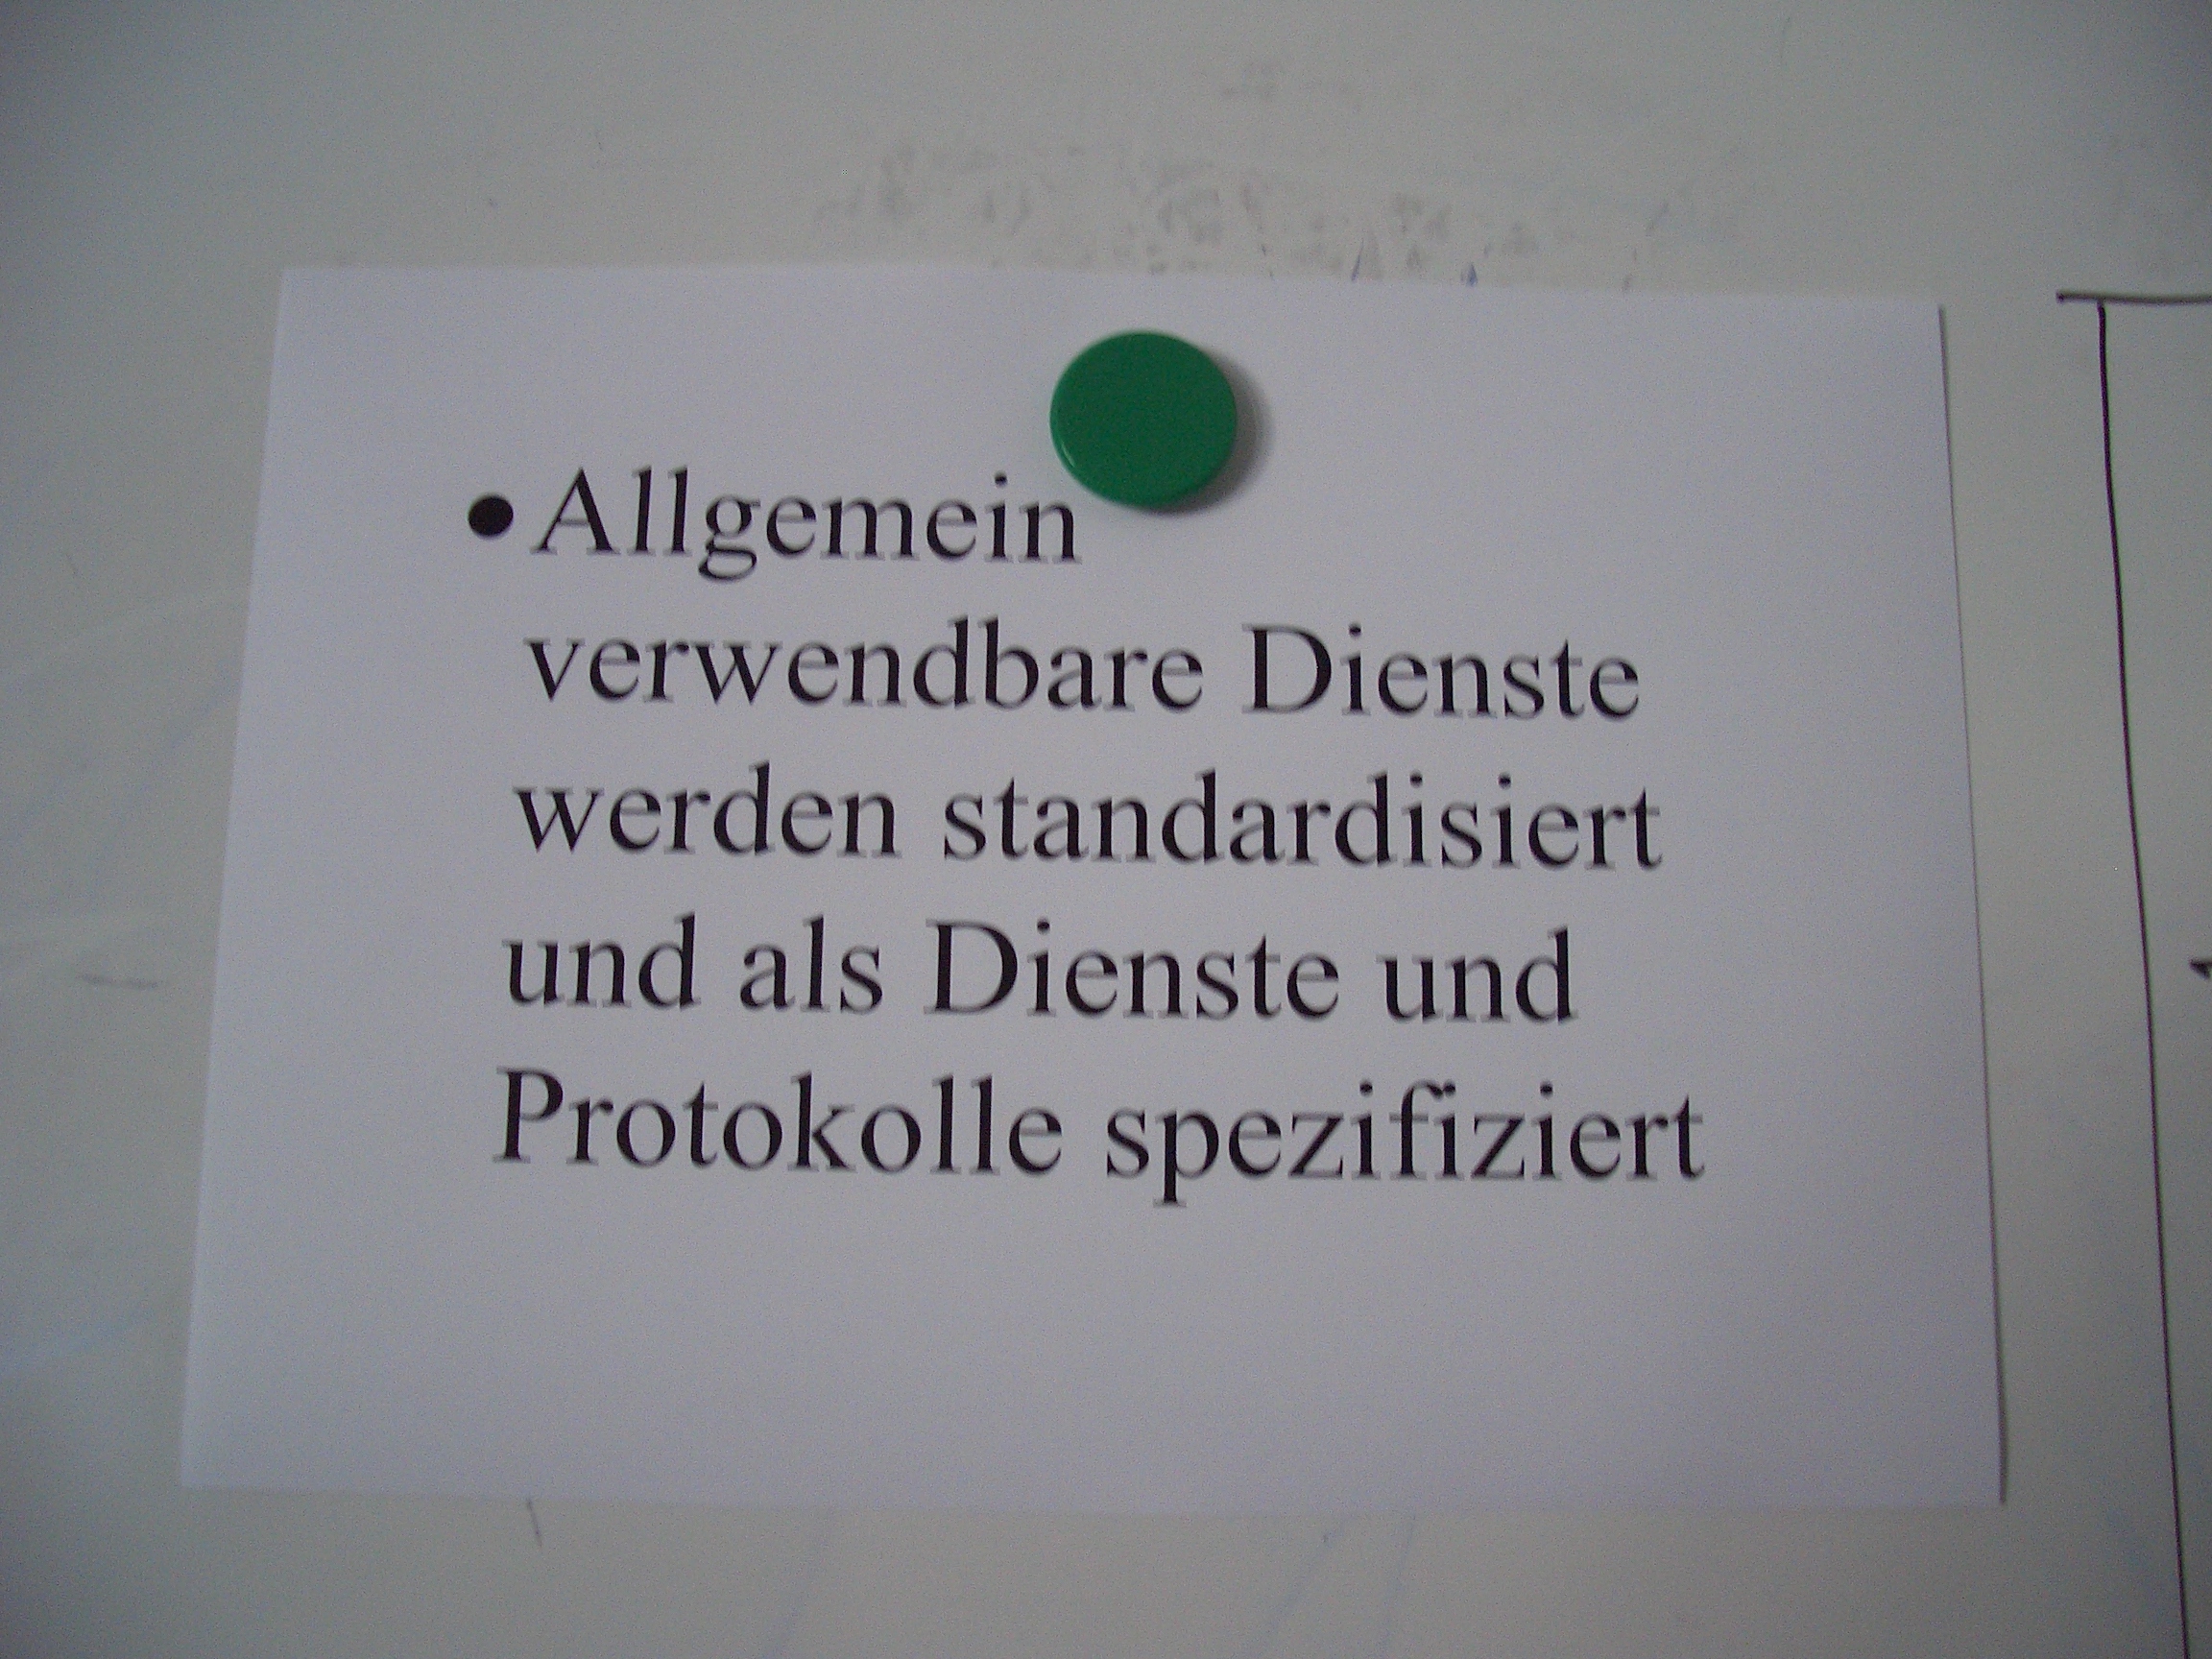 • Allgemein
verwendbare Dienste
werden standardisiert
und als Dienste und
Protokolle spezifiziert